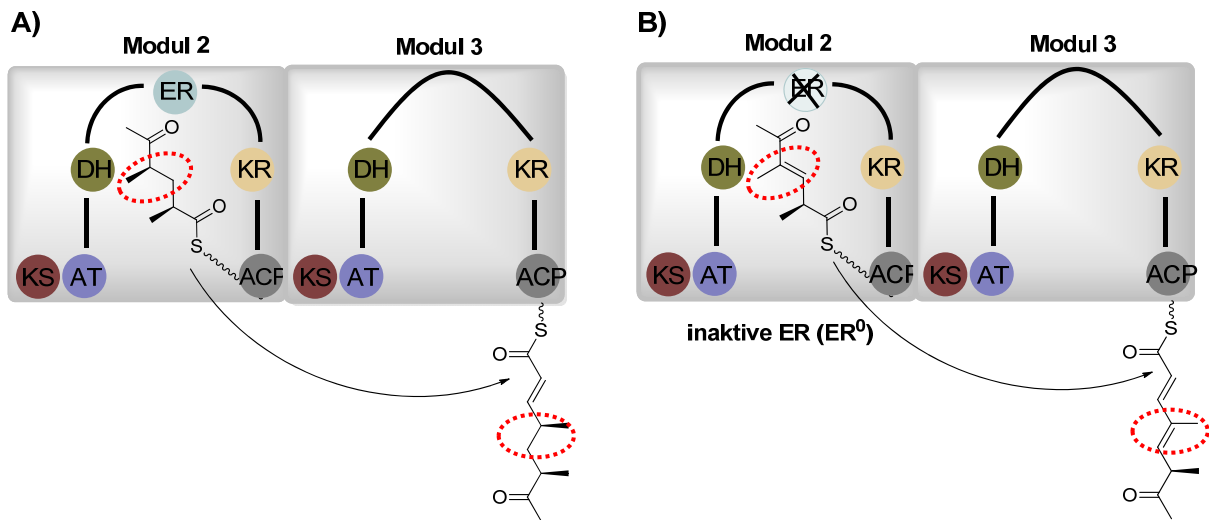 A)
Modul 2
Modul 3
ER
O
DH
KR
DH
KR
O
S
KS
AT
ACP
KS
AT
ACP
S
O
O
B)
Modul 2
Modul 3
ER
O
DH
KR
DH
KR
O
S
KS
AT
ACP
KS
AT
ACP
inaktive ER (ER⁰)
S
O
O